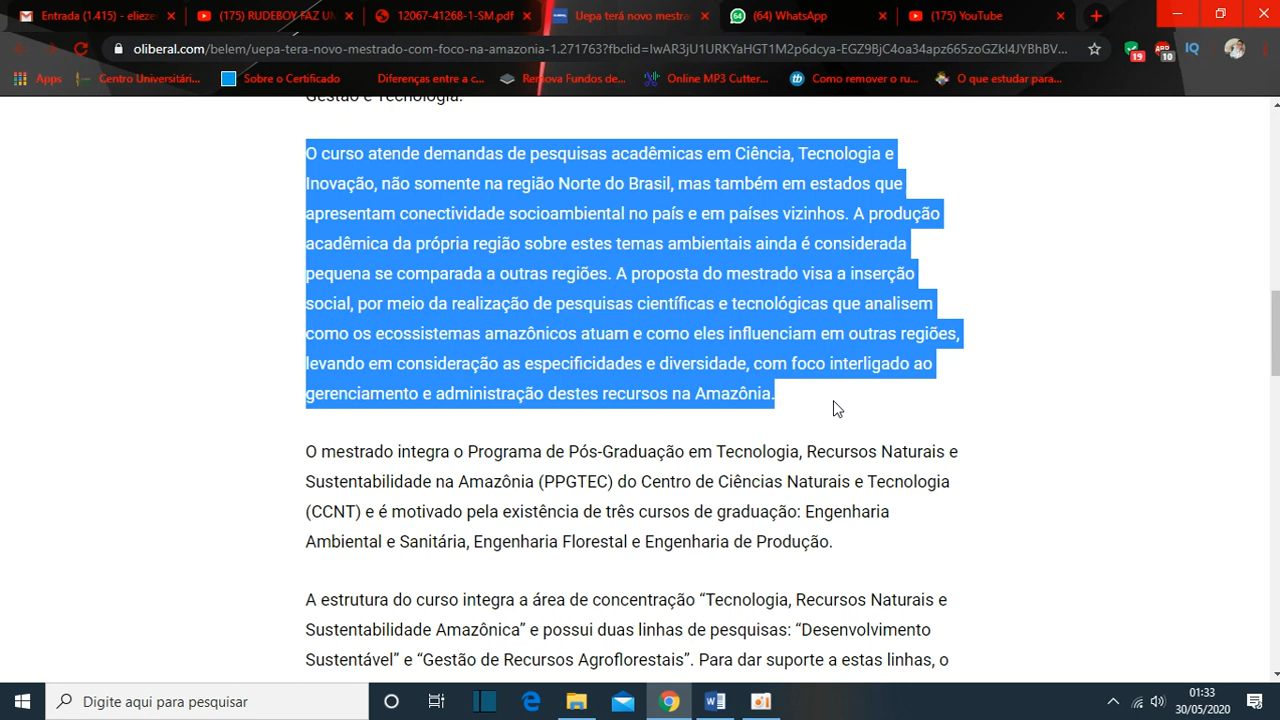 Entrada (1.415) - elieze
(175) RUDEBOY FAZ UN
12067-41268-1-SM.pdf
Uepa terá novo mestra
(64) WhatsApp
(175) YouTube
oliberal.com/belem/uepa-tera-novo-mestrado-com-foco-na-amazonia-1.271763?fbclid=IwAR3jU1URKYaHGT1M2p6dcya-EGZ9BjC4oa34apz665zoGZkl4JYBhBV...
19
10
IQ
Apps
Centro Universitári...
Sobre o Certificado
Diferenças entre a c...
Remova Fundos de...
Online MP3 Cutter...
Como remover o ru...
O que estudar para...
Gestão e Tecnologia.
O curso atende demandas de pesquisas acadêmicas em Ciência, Tecnologia e
Inovação, não somente na região Norte do Brasil, mas também em estados que
apresentam conectividade socioambiental no país e em países vizinhos. A produção
acadêmica da própria região sobre estes temas ambientais ainda é considerada
pequena se comparada a outras regiões. A proposta do mestrado visa a inserção
social, por meio da realização de pesquisas científicas e tecnológicas que analisem
como os ecossistemas amazônicos atuam e como eles influenciam em outras regiões,
levando em consideração as especificidades e diversidade, com foco interligado ao
gerenciamento e administração destes recursos na Amazônia.
O mestrado integra o Programa de Pós-Graduação em Tecnologia, Recursos Naturais e
Sustentabilidade na Amazônia (PPGTEC) do Centro de Ciências Naturais e Tecnologia
(CCNT) e é motivado pela existência de três cursos de graduação: Engenharia
Ambiental e Sanitária, Engenharia Florestal e Engenharia de Produção.
A estrutura do curso integra a área de concentração “Tecnologia, Recursos Naturais e
Sustentabilidade Amazônica” e possui duas linhas de pesquisas: “Desenvolvimento
Sustentável” e “Gestão de Recursos Agroflorestais”. Para dar suporte a estas linhas, o
Digite aqui para pesquisar
01:33
30/05/2020